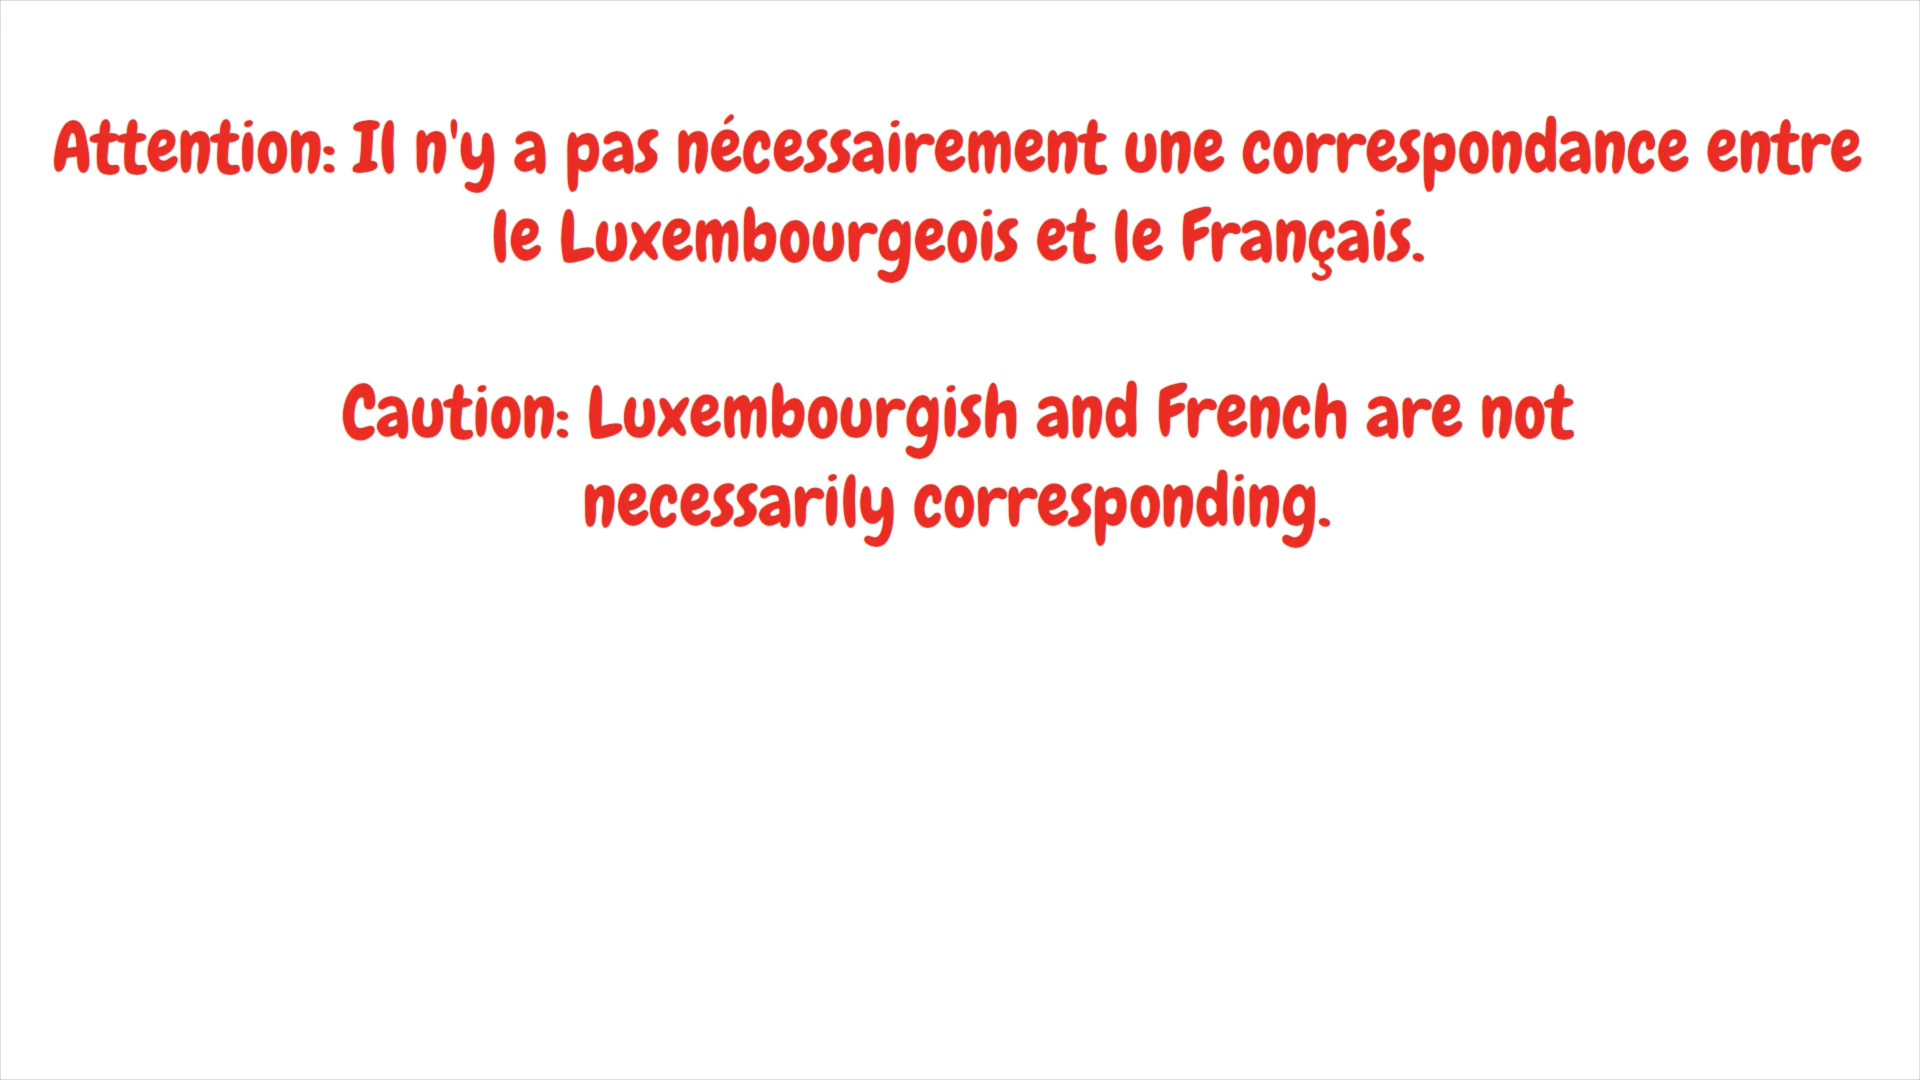 Attention: Il n'y a pas nécessairement une correspondance entre
le Luxembourgeois et le Français.
Caution: Luxembourgish and French are not
necessarily corresponding.